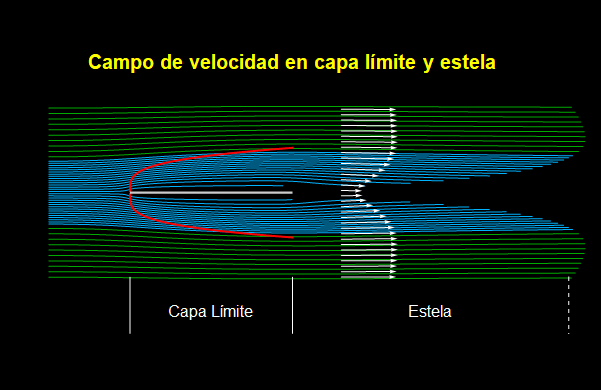 Campo de velocidad en capa límite y estela
Capa Límite
Estela